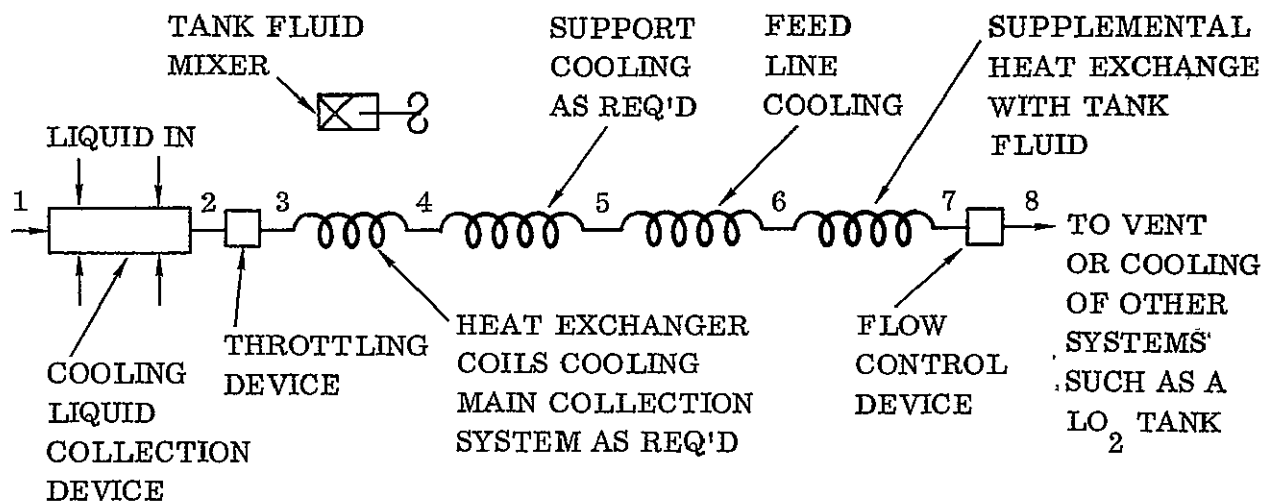 TANK FLUID
MIXER
SUPPORT
COOLING
AS REQ'D
FEED
LINE
COOLING
SUPPLEMENTAL
HEAT EXCHANGE
WITH TANK
FLUID
LIQUID IN
1
2
3
4
5
6
7
8
TO VENT
OR COOLING
OF OTHER
SYSTEMS
SUCH AS A
LO₂ TANK
COOLING
LIQUID
COLLECTION
DEVICE
THROTTLING
DEVICE
HEAT EXCHANGER
COILS COOLING
MAIN COLLECTION
SYSTEM AS REQ'D
FLOW
CONTROL
DEVICE